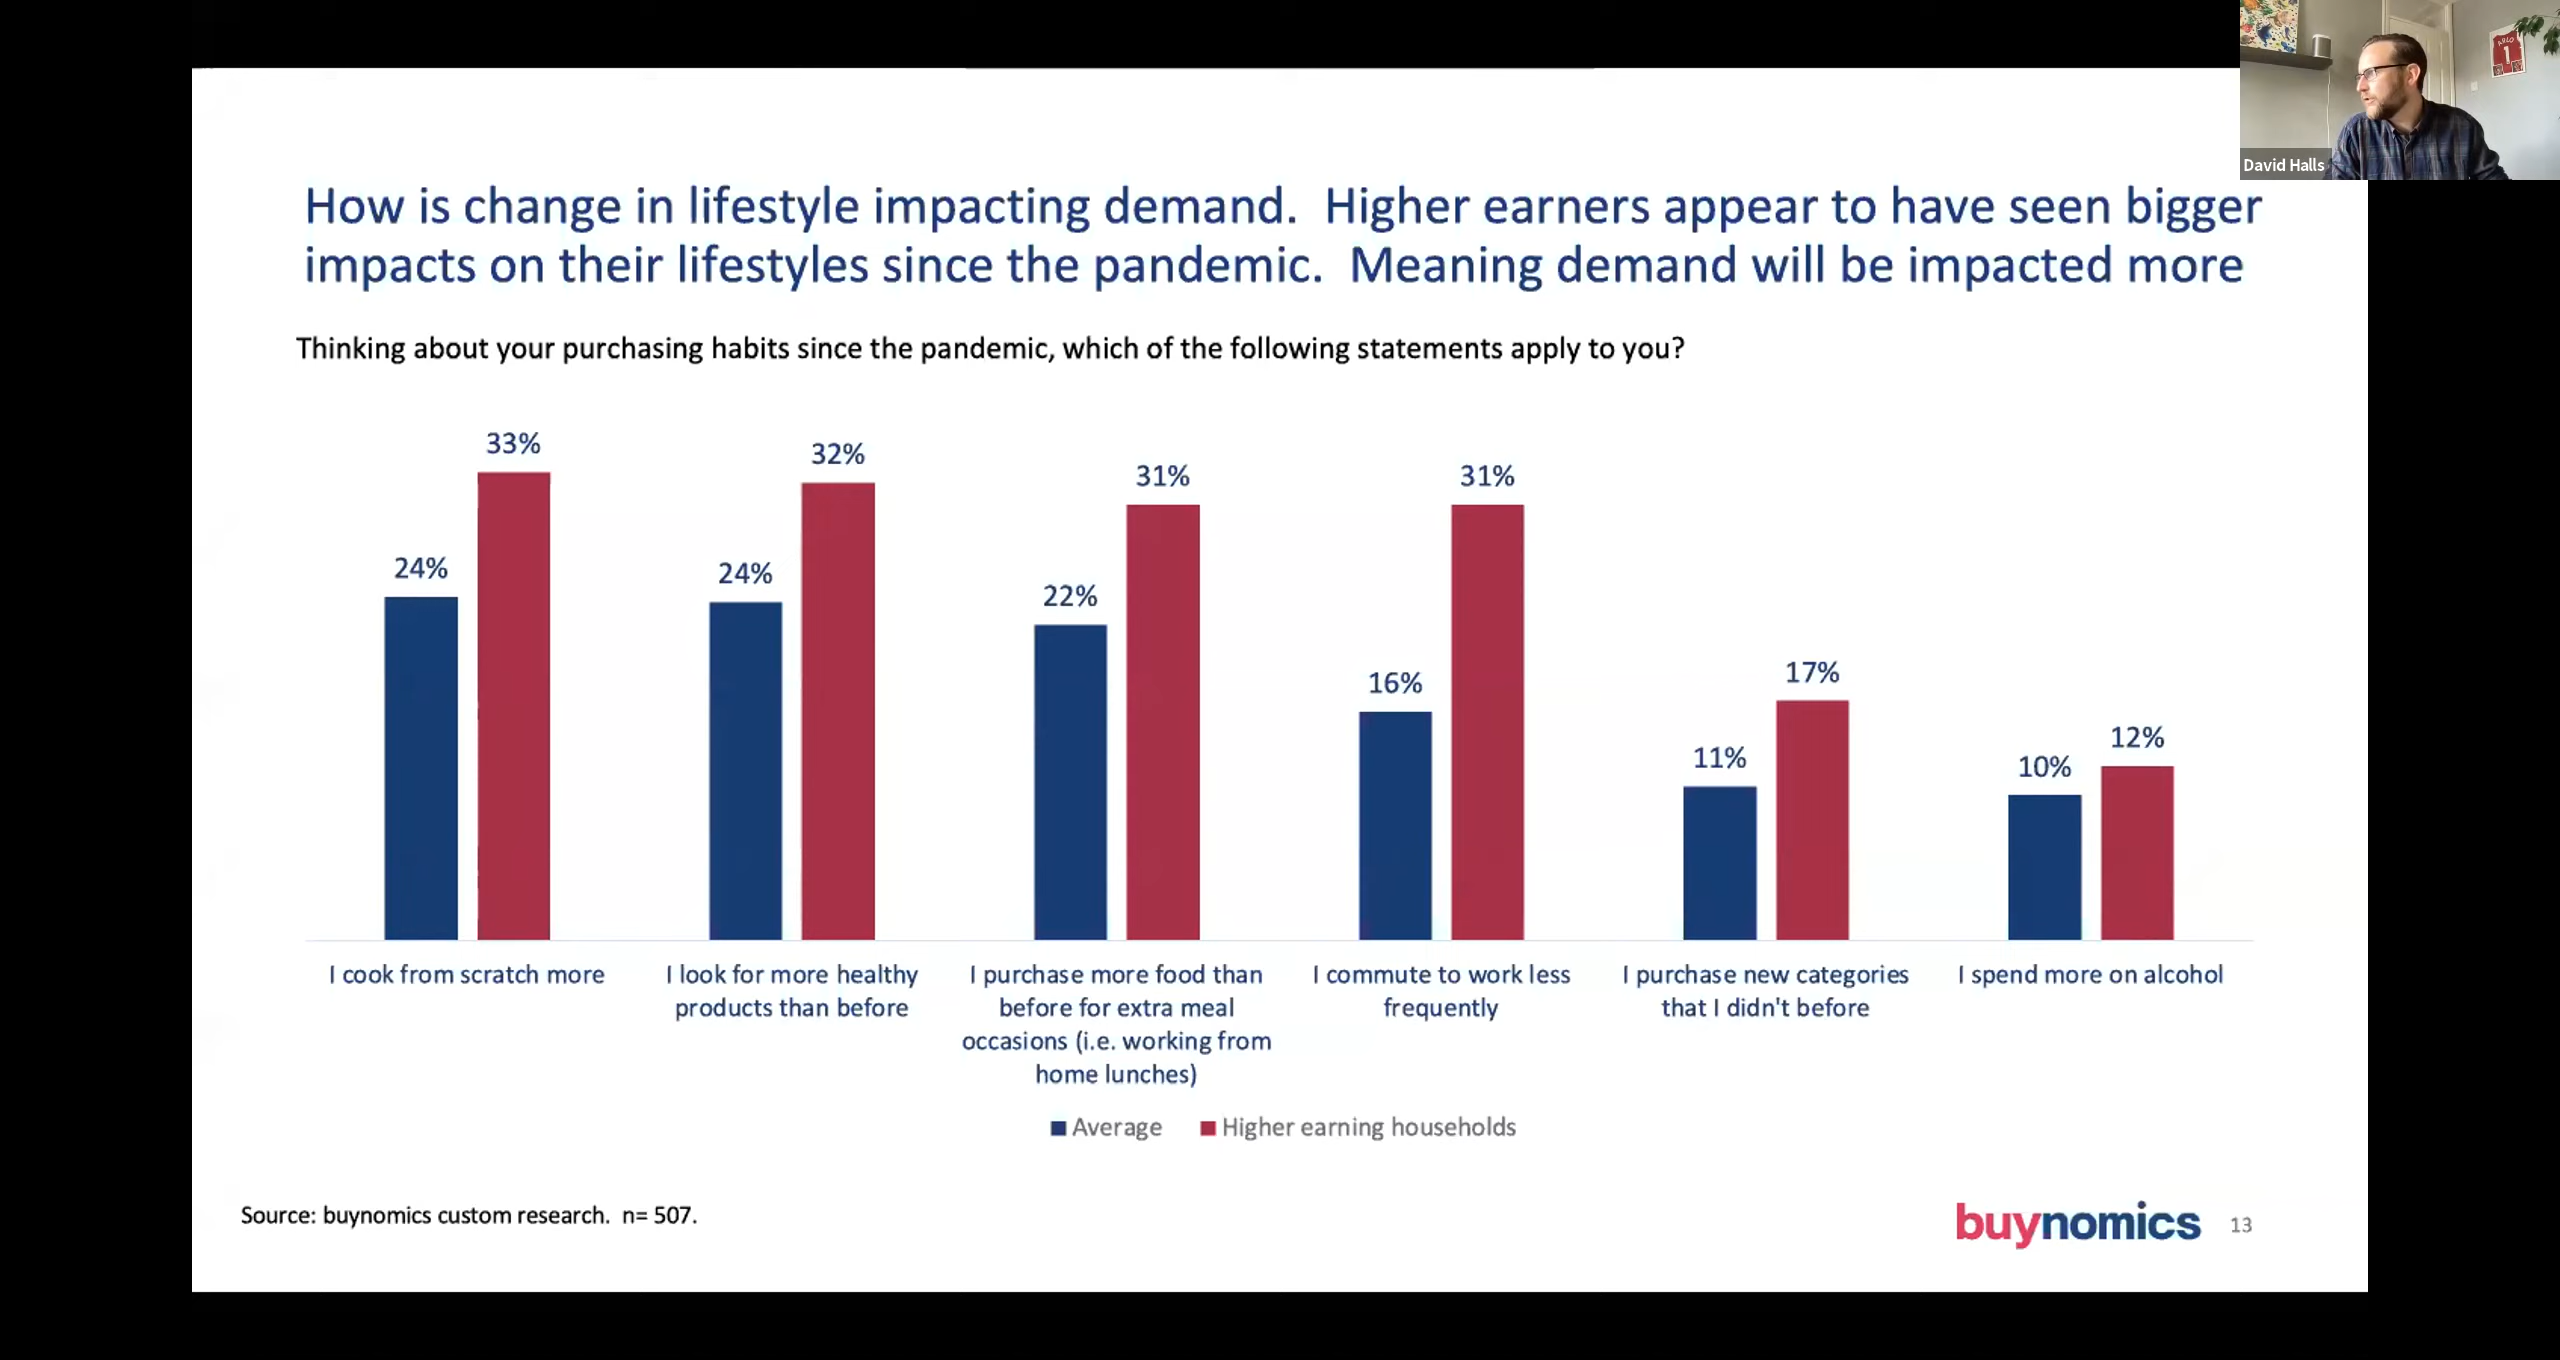 David Halls
How is change in lifestyle impacting demand.  Higher earners appear to have seen bigger
impacts on their lifestyles since the pandemic.  Meaning demand will be impacted more
Thinking about your purchasing habits since the pandemic, which of the following statements apply to you?
24%
33%
24%
32%
22%
31%
16%
31%
11%
17%
10%
12%
I cook from scratch more
I look for more healthy
products than before
I purchase more food than
before for extra meal
occasions (i.e. working from
home lunches)
I commute to work less
frequently
I purchase new categories
that I didn't before
I spend more on alcohol
Average
Higher earning households
Source: buynomics custom research.  n= 507.
buynomics
13
1